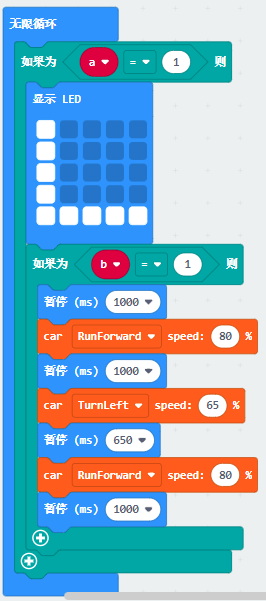 无限循环
如果为 a = 1 则
显示 LED
如果为 b = 1 则
暂停 (ms) 1000
car RunForward speed: 80 %
暂停 (ms) 1000
car TurnLeft speed: 65 %
暂停 (ms) 650
car RunForward speed: 80 %
暂停 (ms) 1000